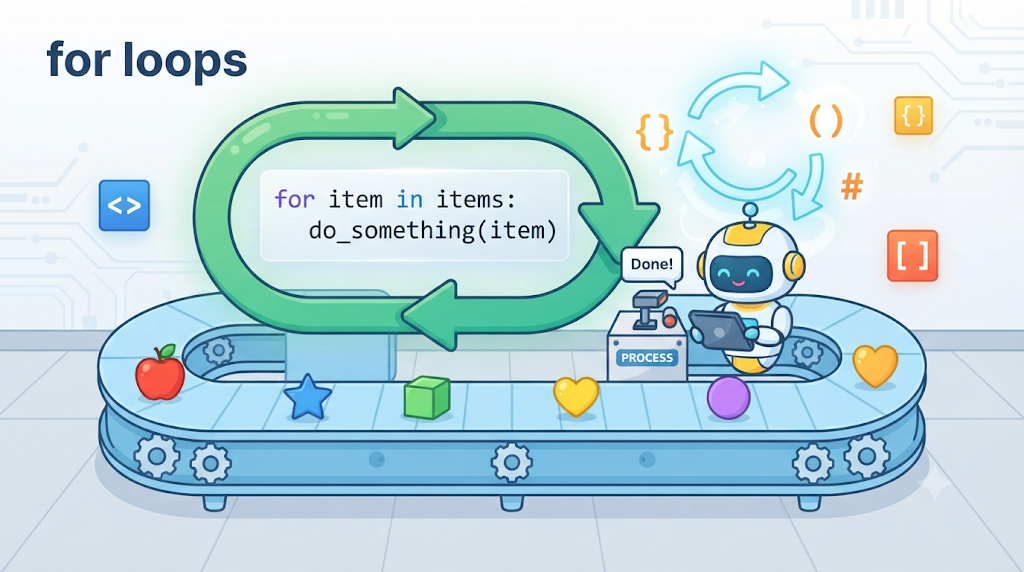 for loops
for item in items:
do_something(item)
{}
()
{}
<>
#
[]
Done!
PROCESS